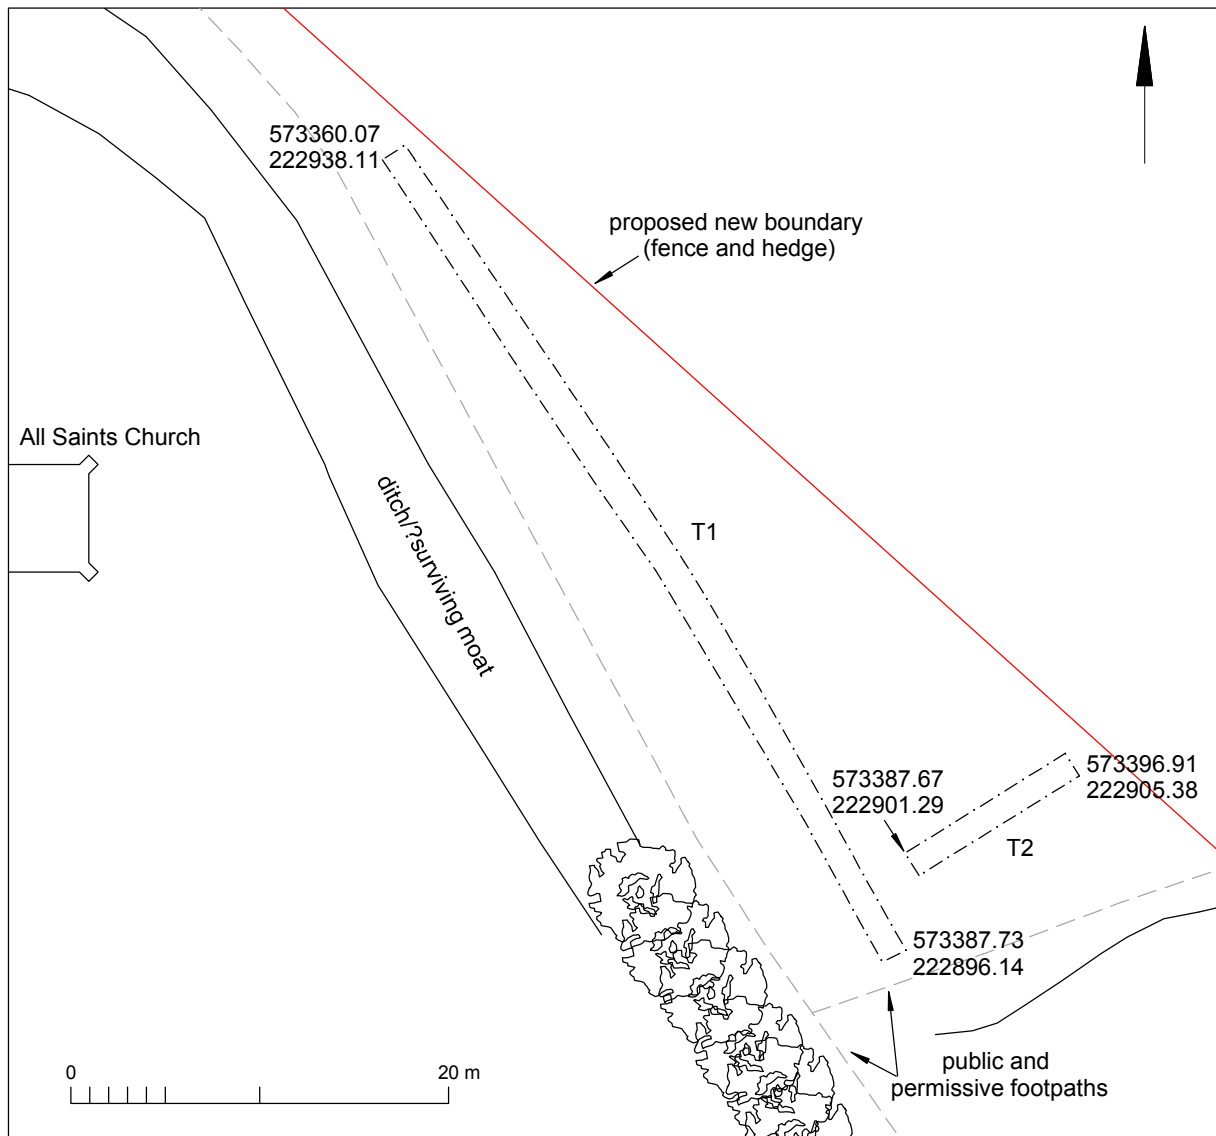 573360.07
222938.11
proposed new boundary
(fence and hedge)
All Saints Church
ditch/?surviving moat
T1
573387.67
222901.29
573396.91
222905.38
T2
573387.73
222896.14
public and
permissive footpaths
0
20 m